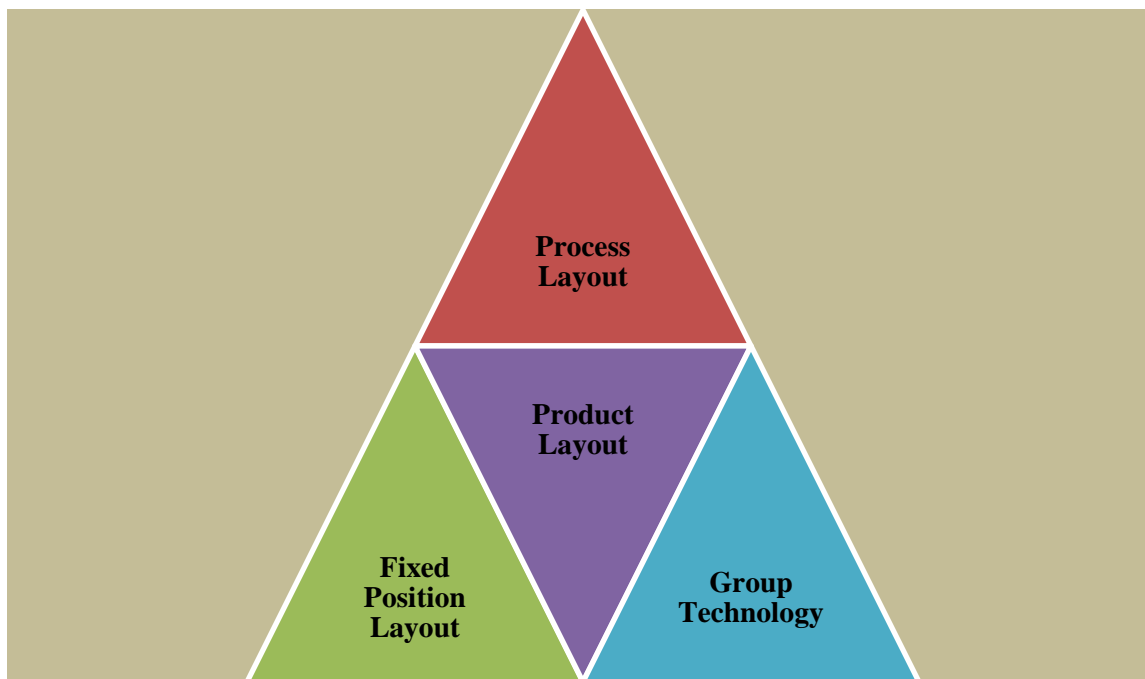 Process
Layout
Product
Layout
Fixed
Position
Layout
Group
Technology